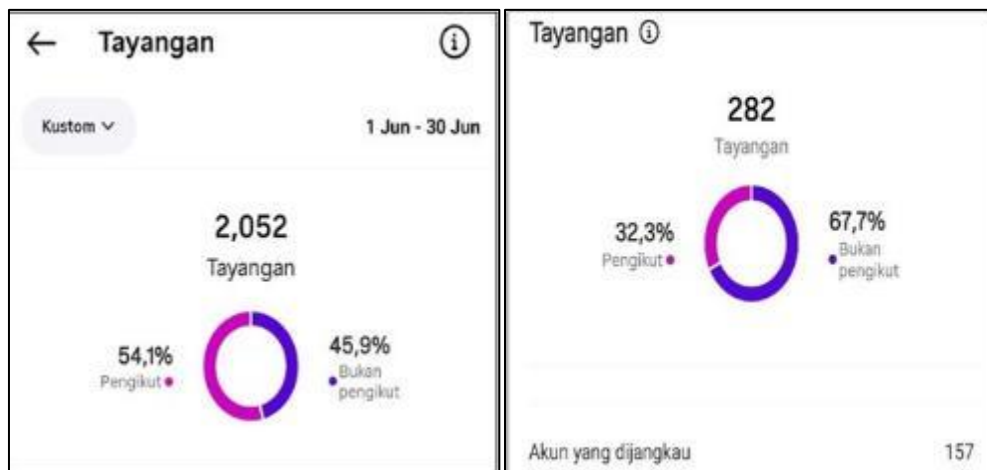 Tayangan
Kustom
1 Jun - 30 Jun
2,052
Tayangan
54,1%
Pengikut
45,9%
Bukan
pengikut
Tayangan
282
Tayangan
32,3%
Pengikut
67,7%
Bukan
pengikut
Akun yang dijangkau 157